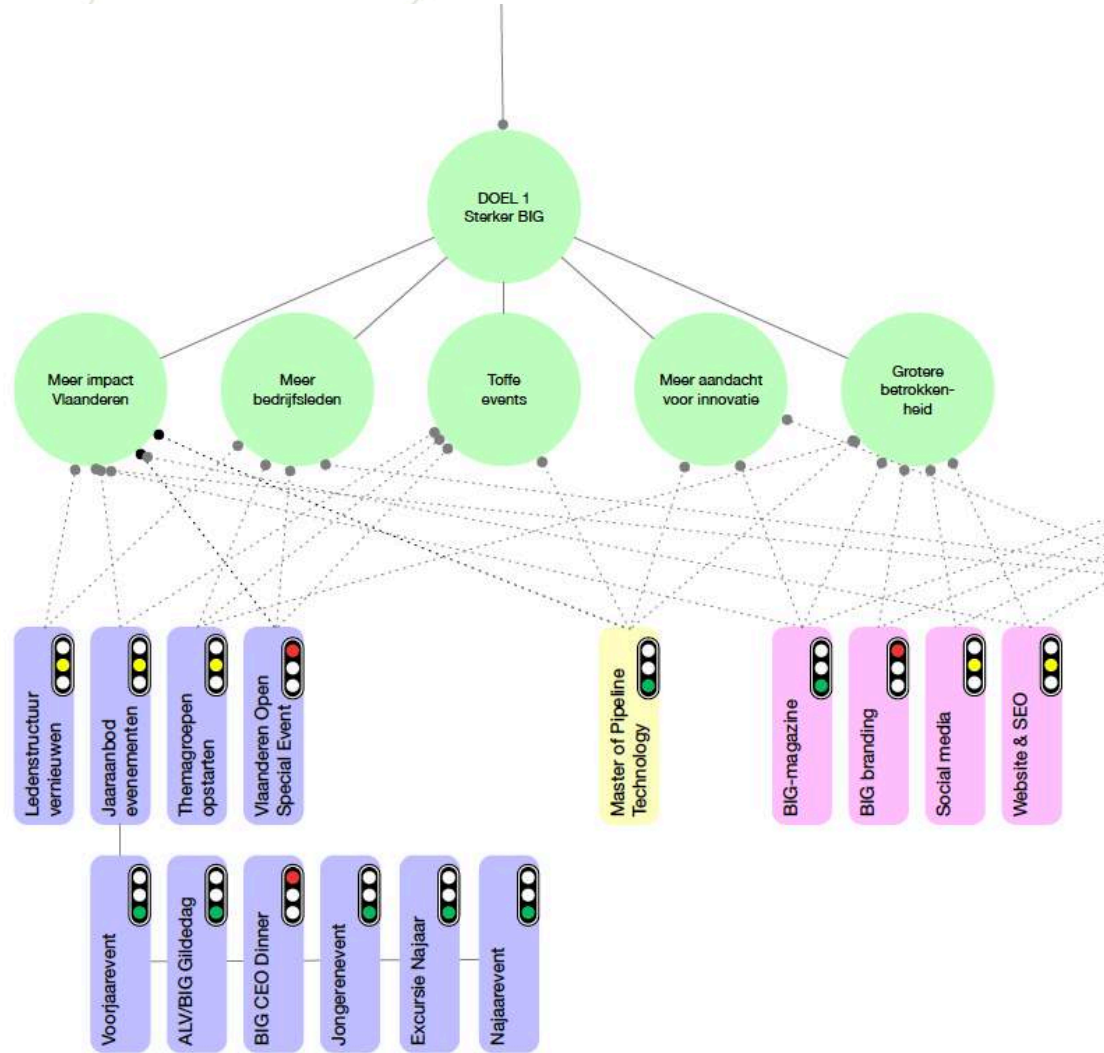 DOEL 1
Sterker BIG
Meer impact
Vlaanderen
Meer
bedrijfsleden
Toffe
events
Meer aandacht
voor innovatie
Grotere
betrokken-
heid
Ledenstructuur
vernieuwen
Jaaraanbod
evenementen
Themagroepen
opstarten
Vlaanderen Open
Special Event
Master of Pipeline
Technology
BIG-magazine
BIG branding
Social media
Website & SEO
Voorjaarevent
ALV/BIG Gildedag
BIG CEO Dinner
Jongerenevent
Excursie Najaar
Najaarevent